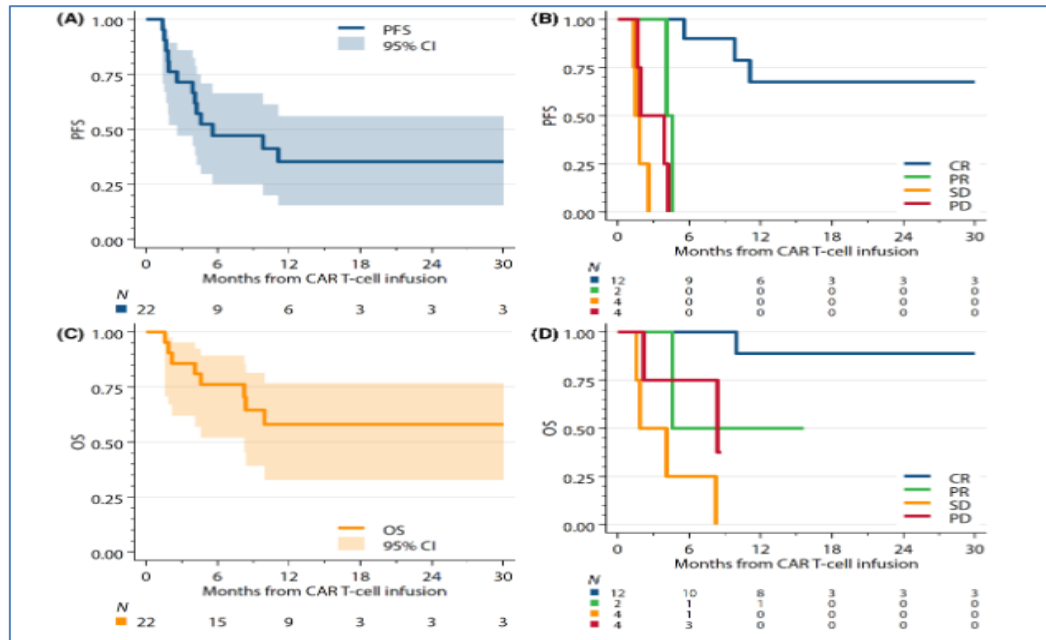 (A)
1.00
0.75
0.50
0.25
0.00
PFS
PFS
95% CI
0 6 12 18 24 30
Months from CAR T-cell infusion
N
22 9 6 3 3 3
(B)
1.00
0.75
0.50
0.25
0.00
PFS
CR
PR
SD
PD
0 6 12 18 24 30
Months from CAR T-cell infusion
N
12 9 6 3 3 3
2 0 0 0 0 0
4 0 0 0 0 0
4 0 0 0 0 0
(C)
1.00
0.75
0.50
0.25
0.00
OS
OS
95% CI
0 6 12 18 24 30
Months from CAR T-cell infusion
N
22 15 9 3 3 3
(D)
1.00
0.75
0.50
0.25
0.00
OS
CR
PR
SD
PD
0 6 12 18 24 30
Months from CAR T-cell infusion
N
12 10 8 3 3 3
2 1 1 0 0 0
4 1 0 0 0 0
4 3 0 0 0 0